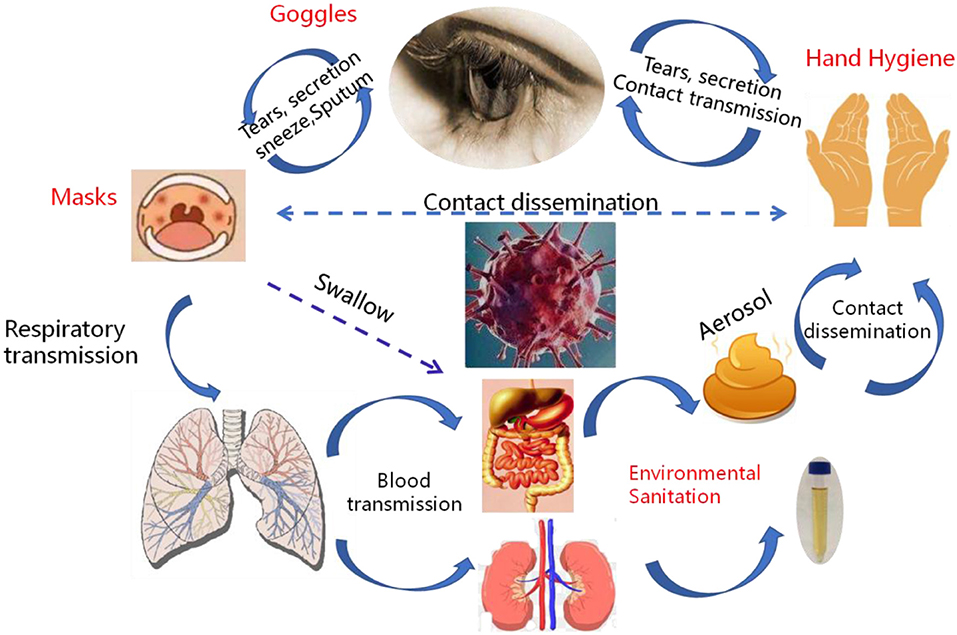 Goggles
Tears, secretion
sneeze,Sputum
Tears, secretion
Contact transmission
Hand Hygiene
Masks
Contact dissemination
Swallow
Respiratory
transmission
Aerosol
Contact
dissemination
Blood
transmission
Environmental
Sanitation